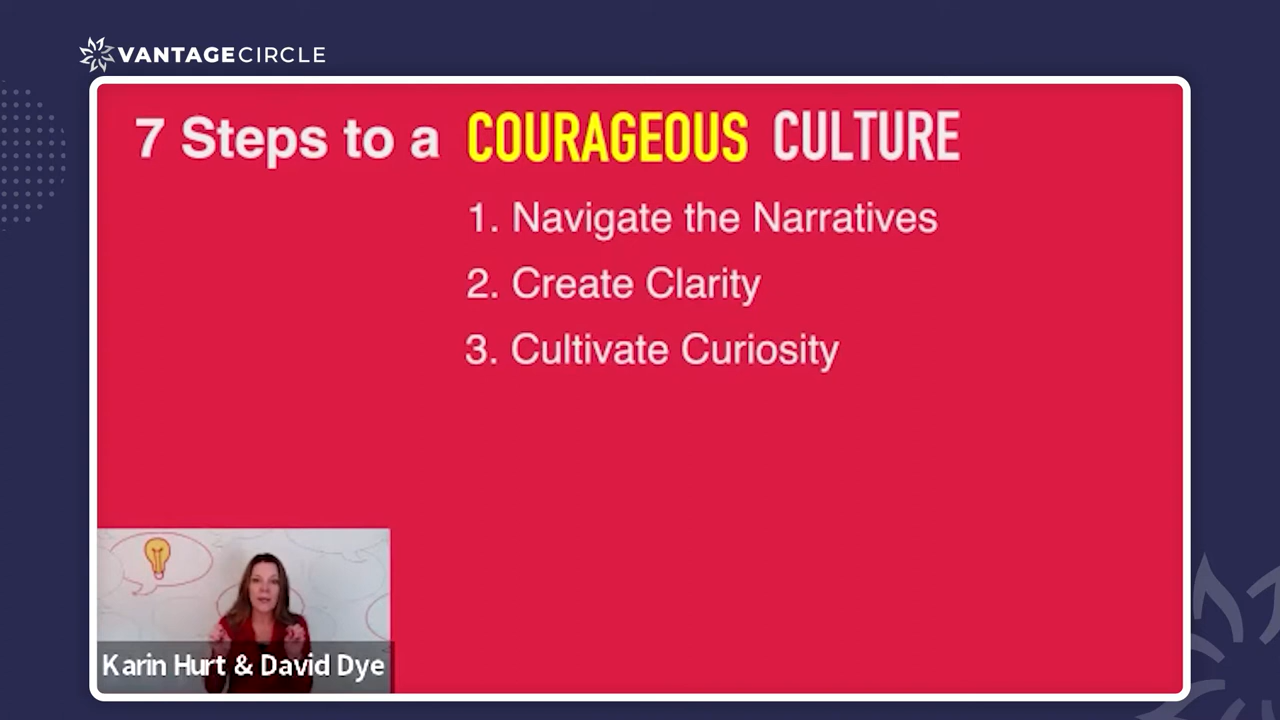 VANTAGECIRCLE
7 Steps to a COURAGEOUS CULTURE
1. Navigate the Narratives
2. Create Clarity
3. Cultivate Curiosity
Karin Hurt & David Dye